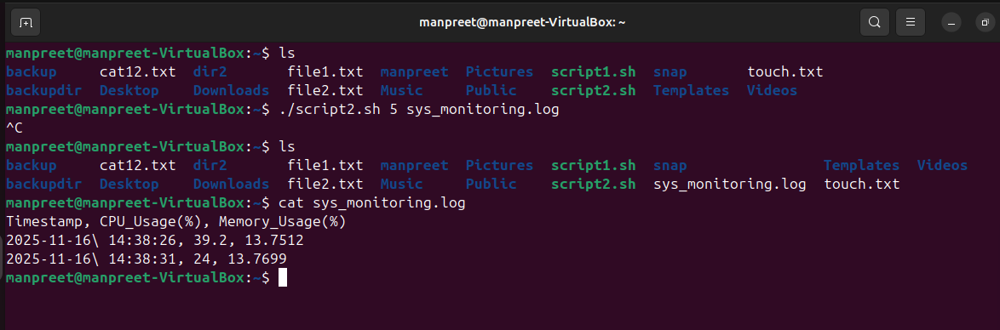 manpreet@manpreet-VirtualBox: ~
manpreet@manpreet-VirtualBox:~$ ls
backup cat12.txt dir2 file1.txt manpreet Pictures script1.sh snap touch.txt
backupdir Desktop Downloads file2.txt Music Public script2.sh Templates Videos
manpreet@manpreet-VirtualBox:~$ ./script2.sh 5 sys_monitoring.log
^C
manpreet@manpreet-VirtualBox:~$ ls
backup cat12.txt dir2 file1.txt manpreet Pictures script1.sh snap Templates Videos
backupdir Desktop Downloads file2.txt Music Public script2.sh sys_monitoring.log touch.txt
manpreet@manpreet-VirtualBox:~$ cat sys_monitoring.log
Timestamp, CPU_Usage(%), Memory_Usage(%)
2025-11-16\ 14:38:26, 39.2, 13.7512
2025-11-16\ 14:38:31, 24, 13.7699
manpreet@manpreet-VirtualBox:~$